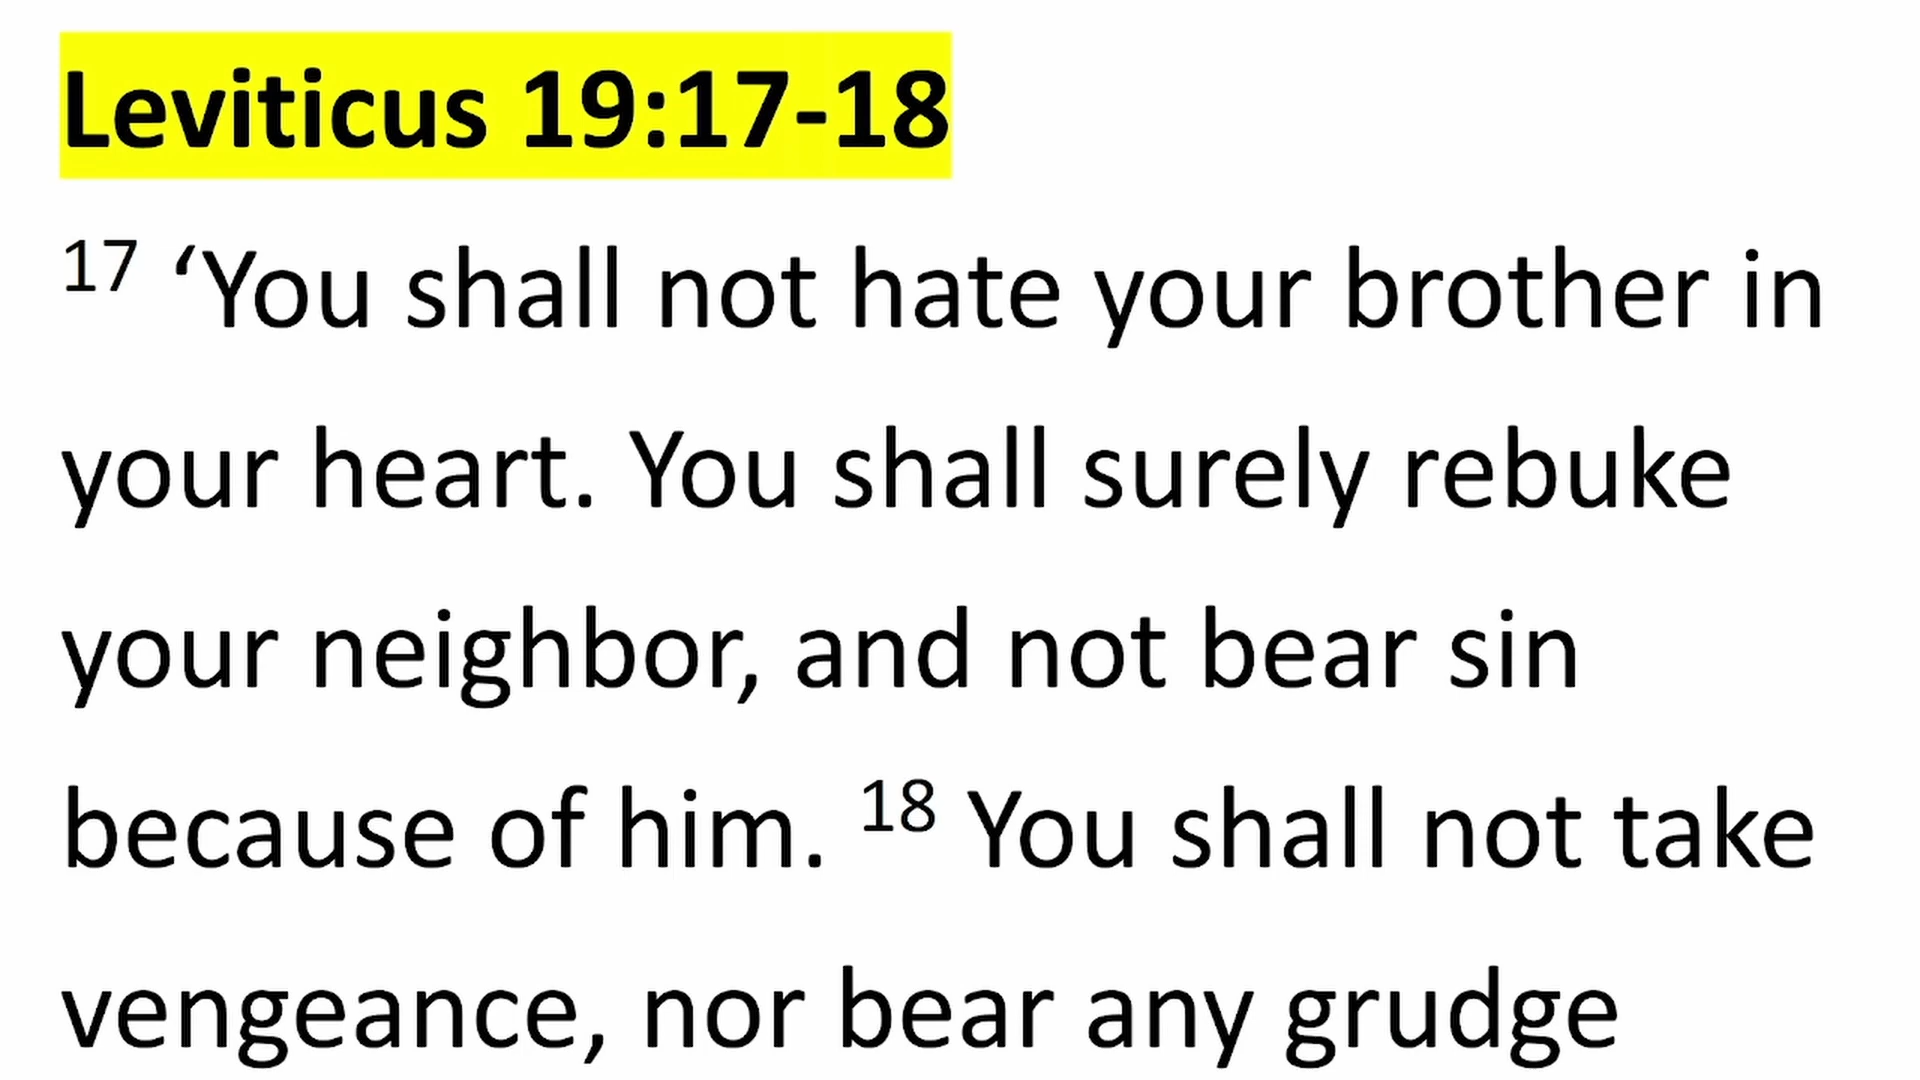 Leviticus 19:17-18
17 ‘You shall not hate your brother in
your heart. You shall surely rebuke
your neighbor, and not bear sin
because of him. 18 You shall not take
vengeance, nor bear any grudge